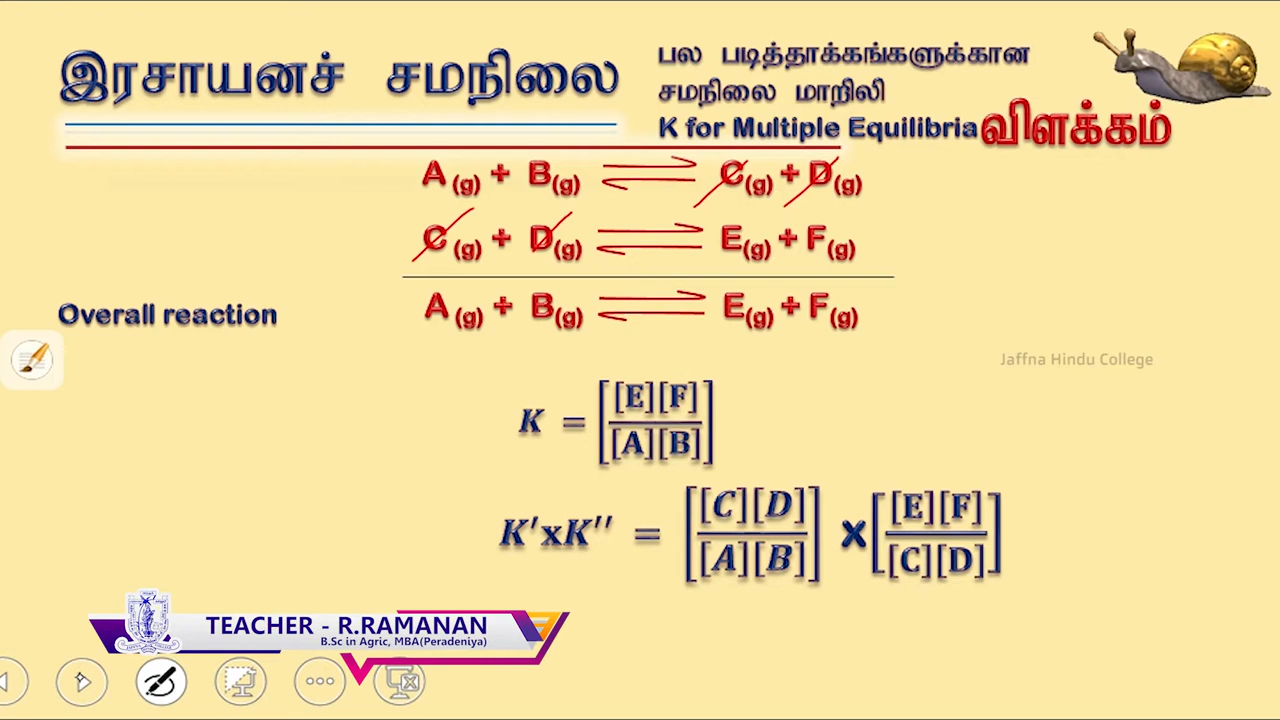 இரசாயனச் சமநிலை
பல படித்தாக்கங்களுக்கான
சமநிலை மாறிலி
K for Multiple Equilibria விளக்கம்
A (g) + B(g) ⇌ C(g) + D(g)
C (g) + D(g) ⇌ E(g) + F(g)
Overall reaction A (g) + B(g) ⇌ E(g) + F(g)
Jaffna Hindu College
K = [[E][F]/[A][B]]
K′xK′′ = [[C][D]/[A][B]] x [[E][F]/[C][D]]
TEACHER - R.RAMANAN
B.Sc in Agric, MBA(Peradeniya)